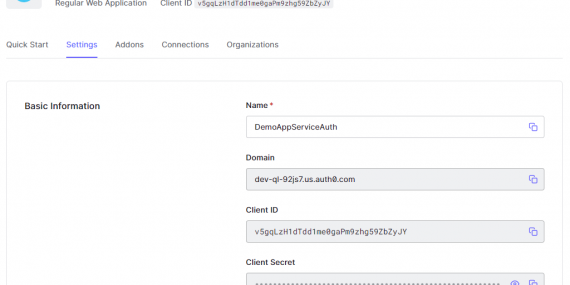 Regular Web Application Client ID v5gqLzH1dTdd1me0gaPm9zhg59ZbZyJY
Quick Start Settings Addons Connections Organizations
Basic Information
Name *
DemoAppServiceAuth
Domain
dev-ql-92js7.us.auth0.com
Client ID
v5gqLzH1dTdd1me0gaPm9zhg59ZbZyJY
Client Secret